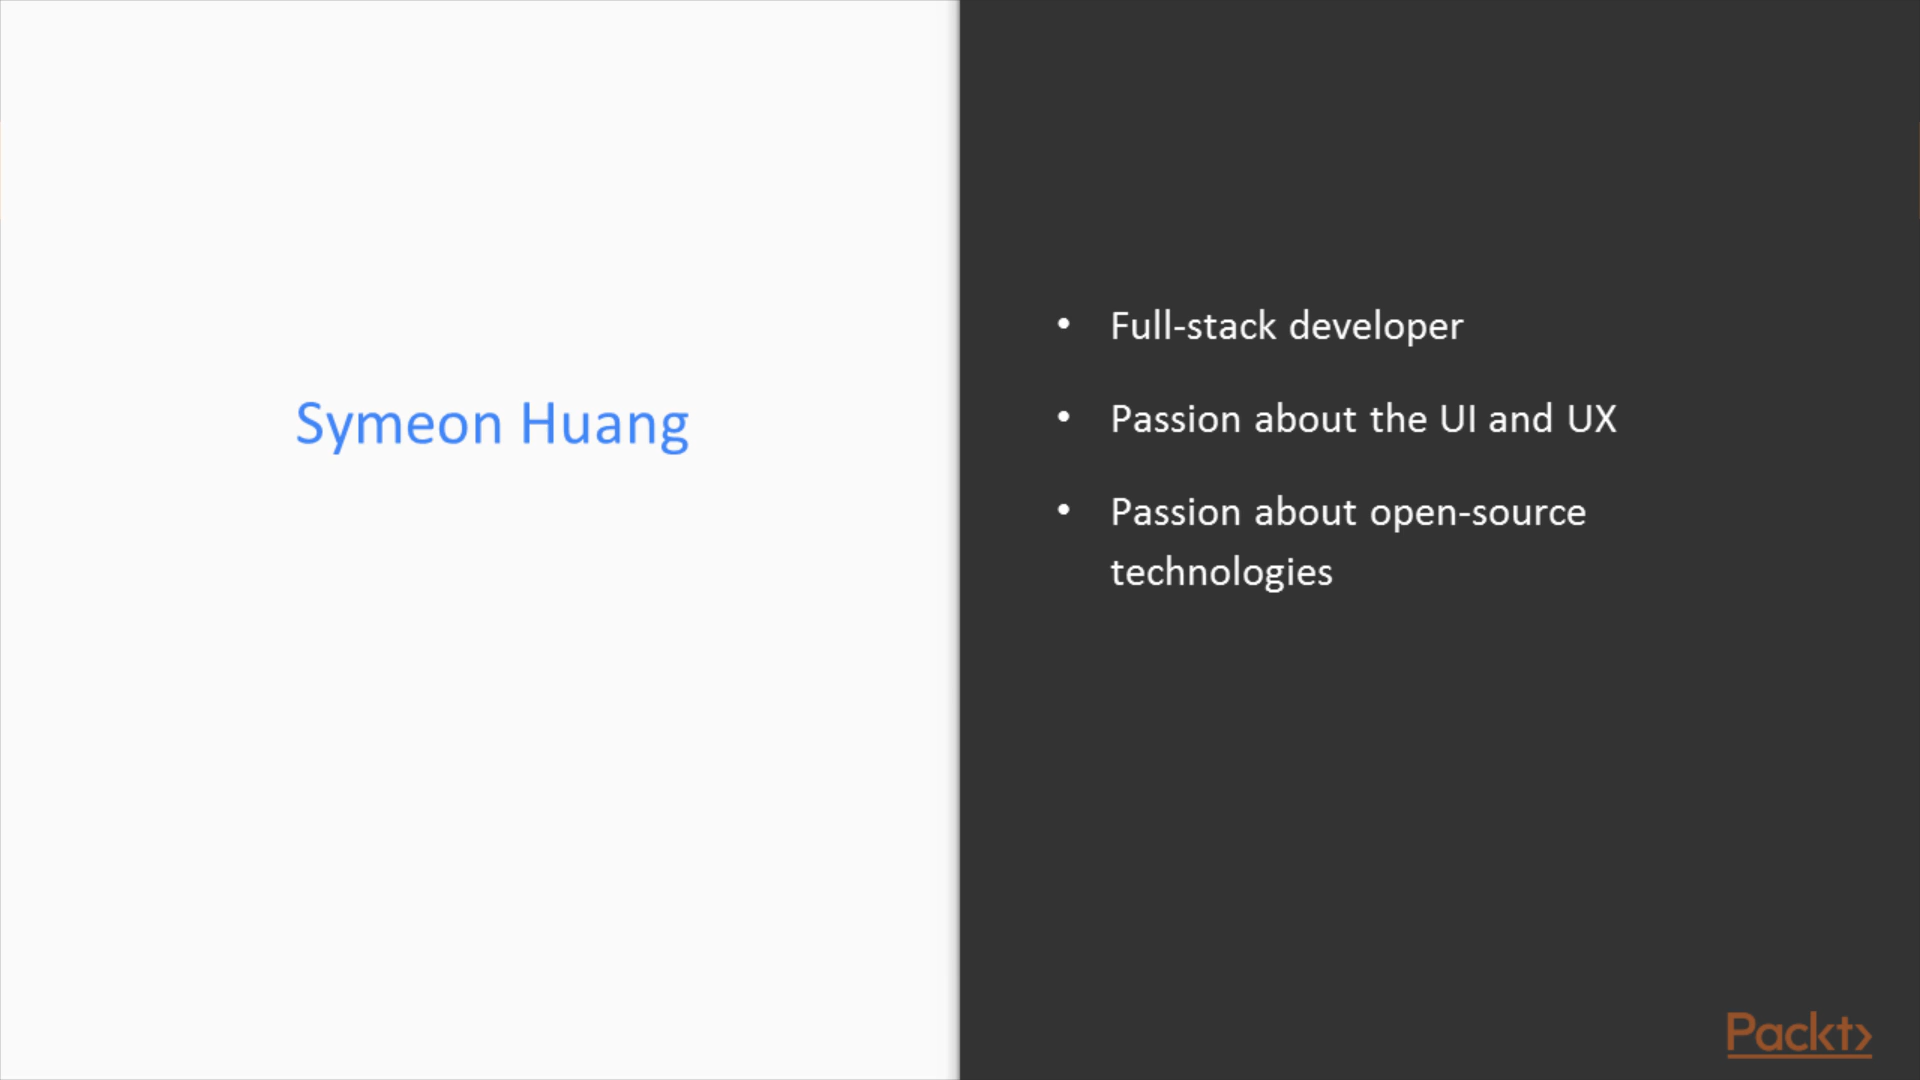 Symeon Huang
• Full-stack developer
• Passion about the UI and UX
• Passion about open-source
technologies
Packt>